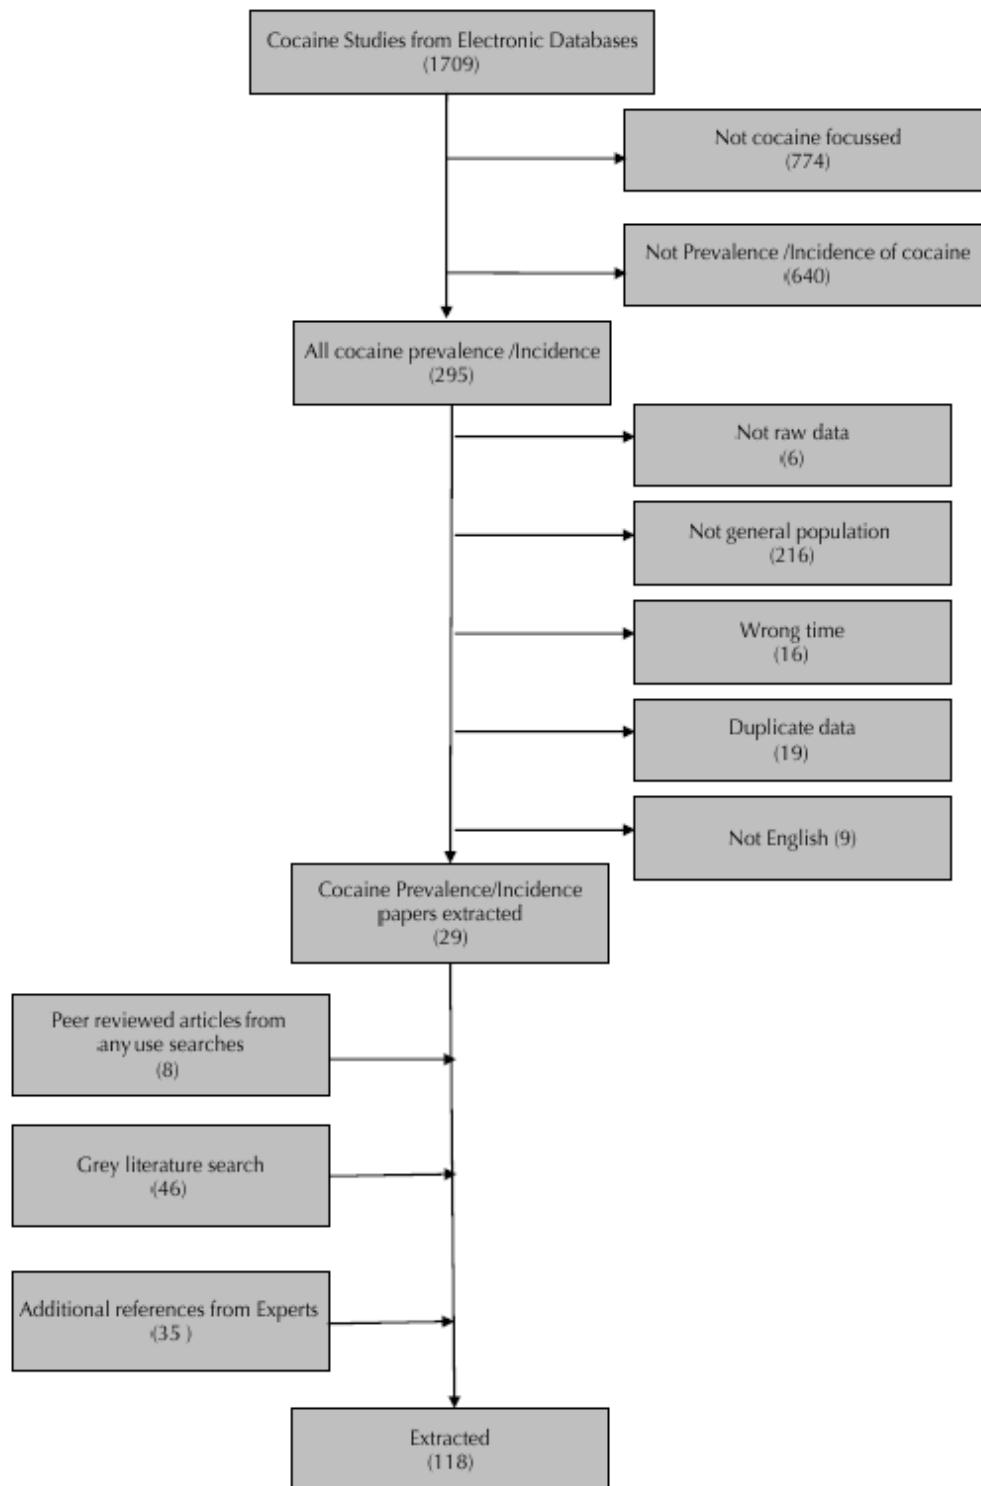 Cocaine Studies from Electronic Databases
(1709)
Not cocaine focussed
(774)
Not Prevalence /Incidence of cocaine
(640)
All cocaine prevalence /Incidence
(295)
Not raw data
(6)
Not general population
(216)
Wrong time
(16)
Duplicate data
(19)
Not English (9)
Cocaine Prevalence/Incidence
papers extracted
(29)
Peer reviewed articles from
any use searches
(8)
Grey literature search
(46)
Additional references from Experts
(35 )
Extracted
(118)